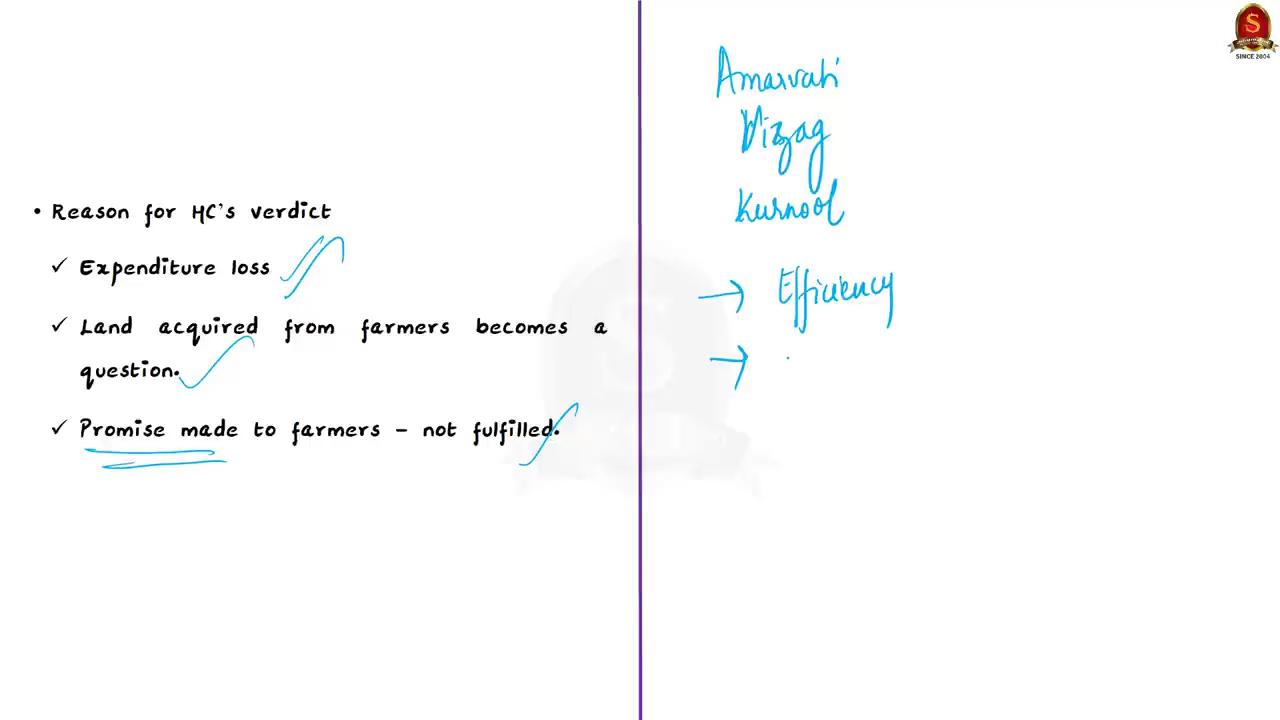 • Reason for HC's verdict
✓ Expenditure loss
✓ Land acquired from farmers becomes a
question.
✓ Promise made to farmers – not fulfilled.
Amarvati
Vizag
Kurnool
→ Efficiency
→
S
SINCE 2004